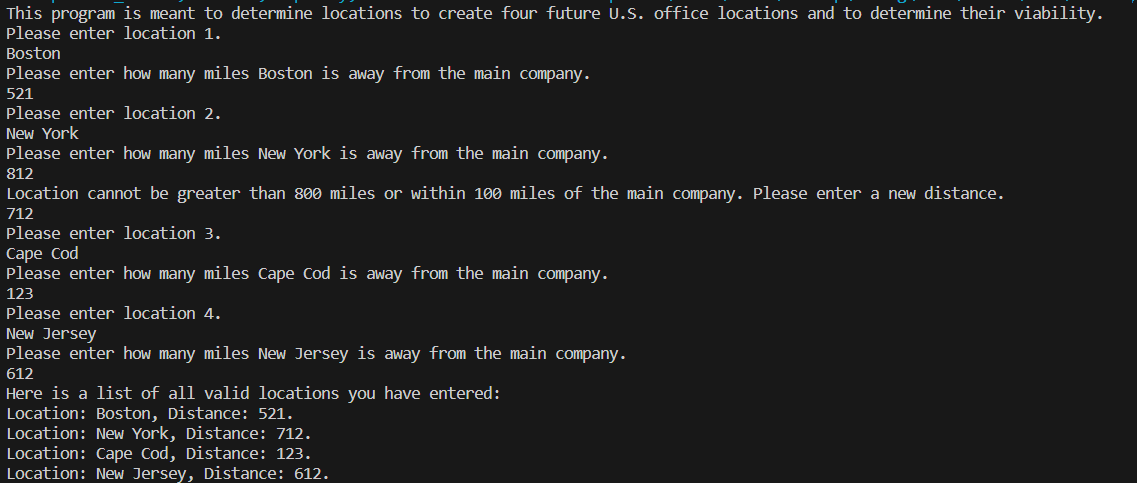 This program is meant to determine locations to create four future U.S. office locations and to determine their viability.
Please enter location 1.
Boston
Please enter how many miles Boston is away from the main company.
521
Please enter location 2.
New York
Please enter how many miles New York is away from the main company.
812
Location cannot be greater than 800 miles or within 100 miles of the main company. Please enter a new distance.
712
Please enter location 3.
Cape Cod
Please enter how many miles Cape Cod is away from the main company.
123
Please enter location 4.
New Jersey
Please enter how many miles New Jersey is away from the main company.
612
Here is a list of all valid locations you have entered:
Location: Boston, Distance: 521.
Location: New York, Distance: 712.
Location: Cape Cod, Distance: 123.
Location: New Jersey, Distance: 612.